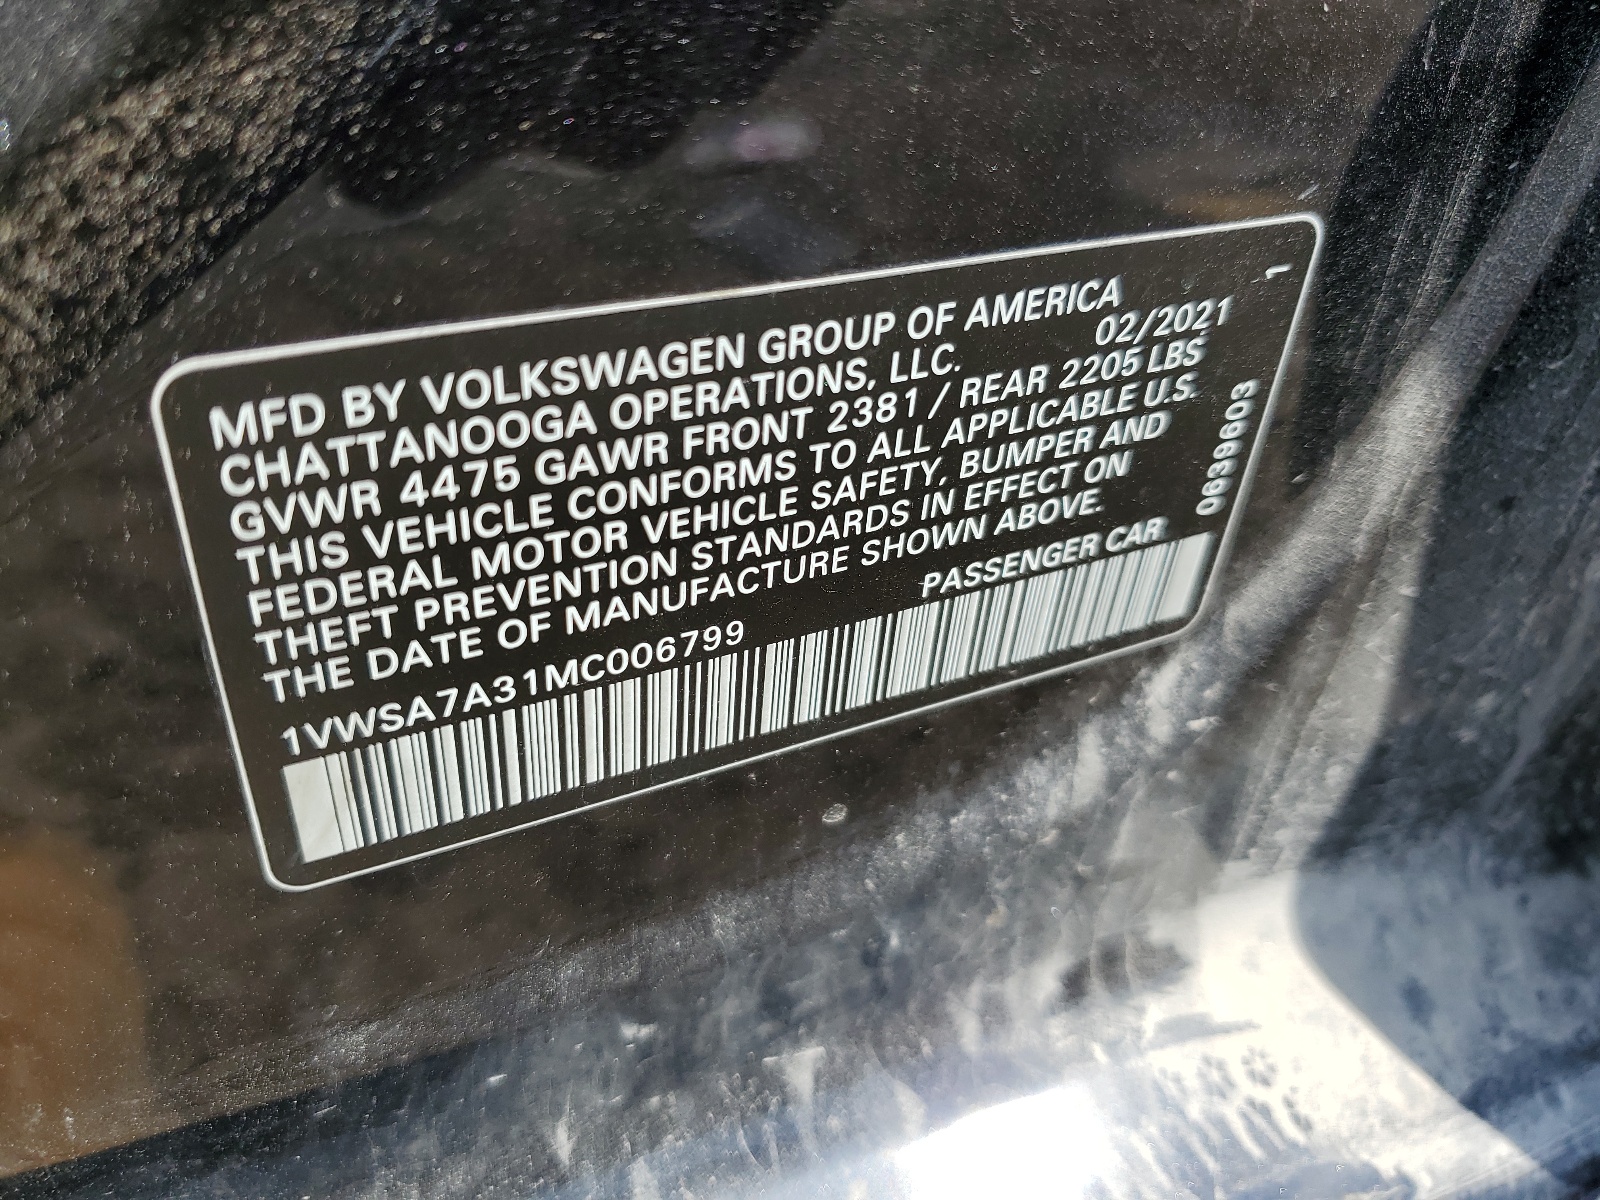 MFD BY VOLKSWAGEN GROUP OF AMERICA
CHATTANOOGA OPERATIONS, LLC. 02/2021
GVWR 4475 GAWR FRONT 2381 / REAR 2205 LBS
THIS VEHICLE CONFORMS TO ALL APPLICABLE U.S.
FEDERAL MOTOR VEHICLE SAFETY, BUMPER AND
THEFT PREVENTION STANDARDS IN EFFECT ON
THE DATE OF MANUFACTURE SHOWN ABOVE.
1VWSA7A31MC006799 PASSENGER CAR
0639603
1